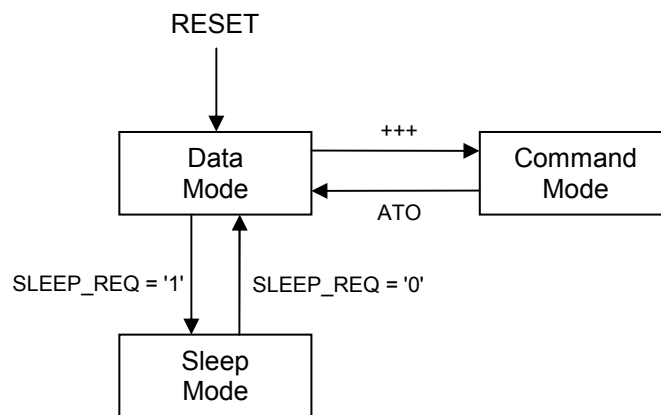 RESET
Data
Mode
+++
ATO
Command
Mode
SLEEP_REQ = '1'
SLEEP_REQ = '0'
Sleep
Mode